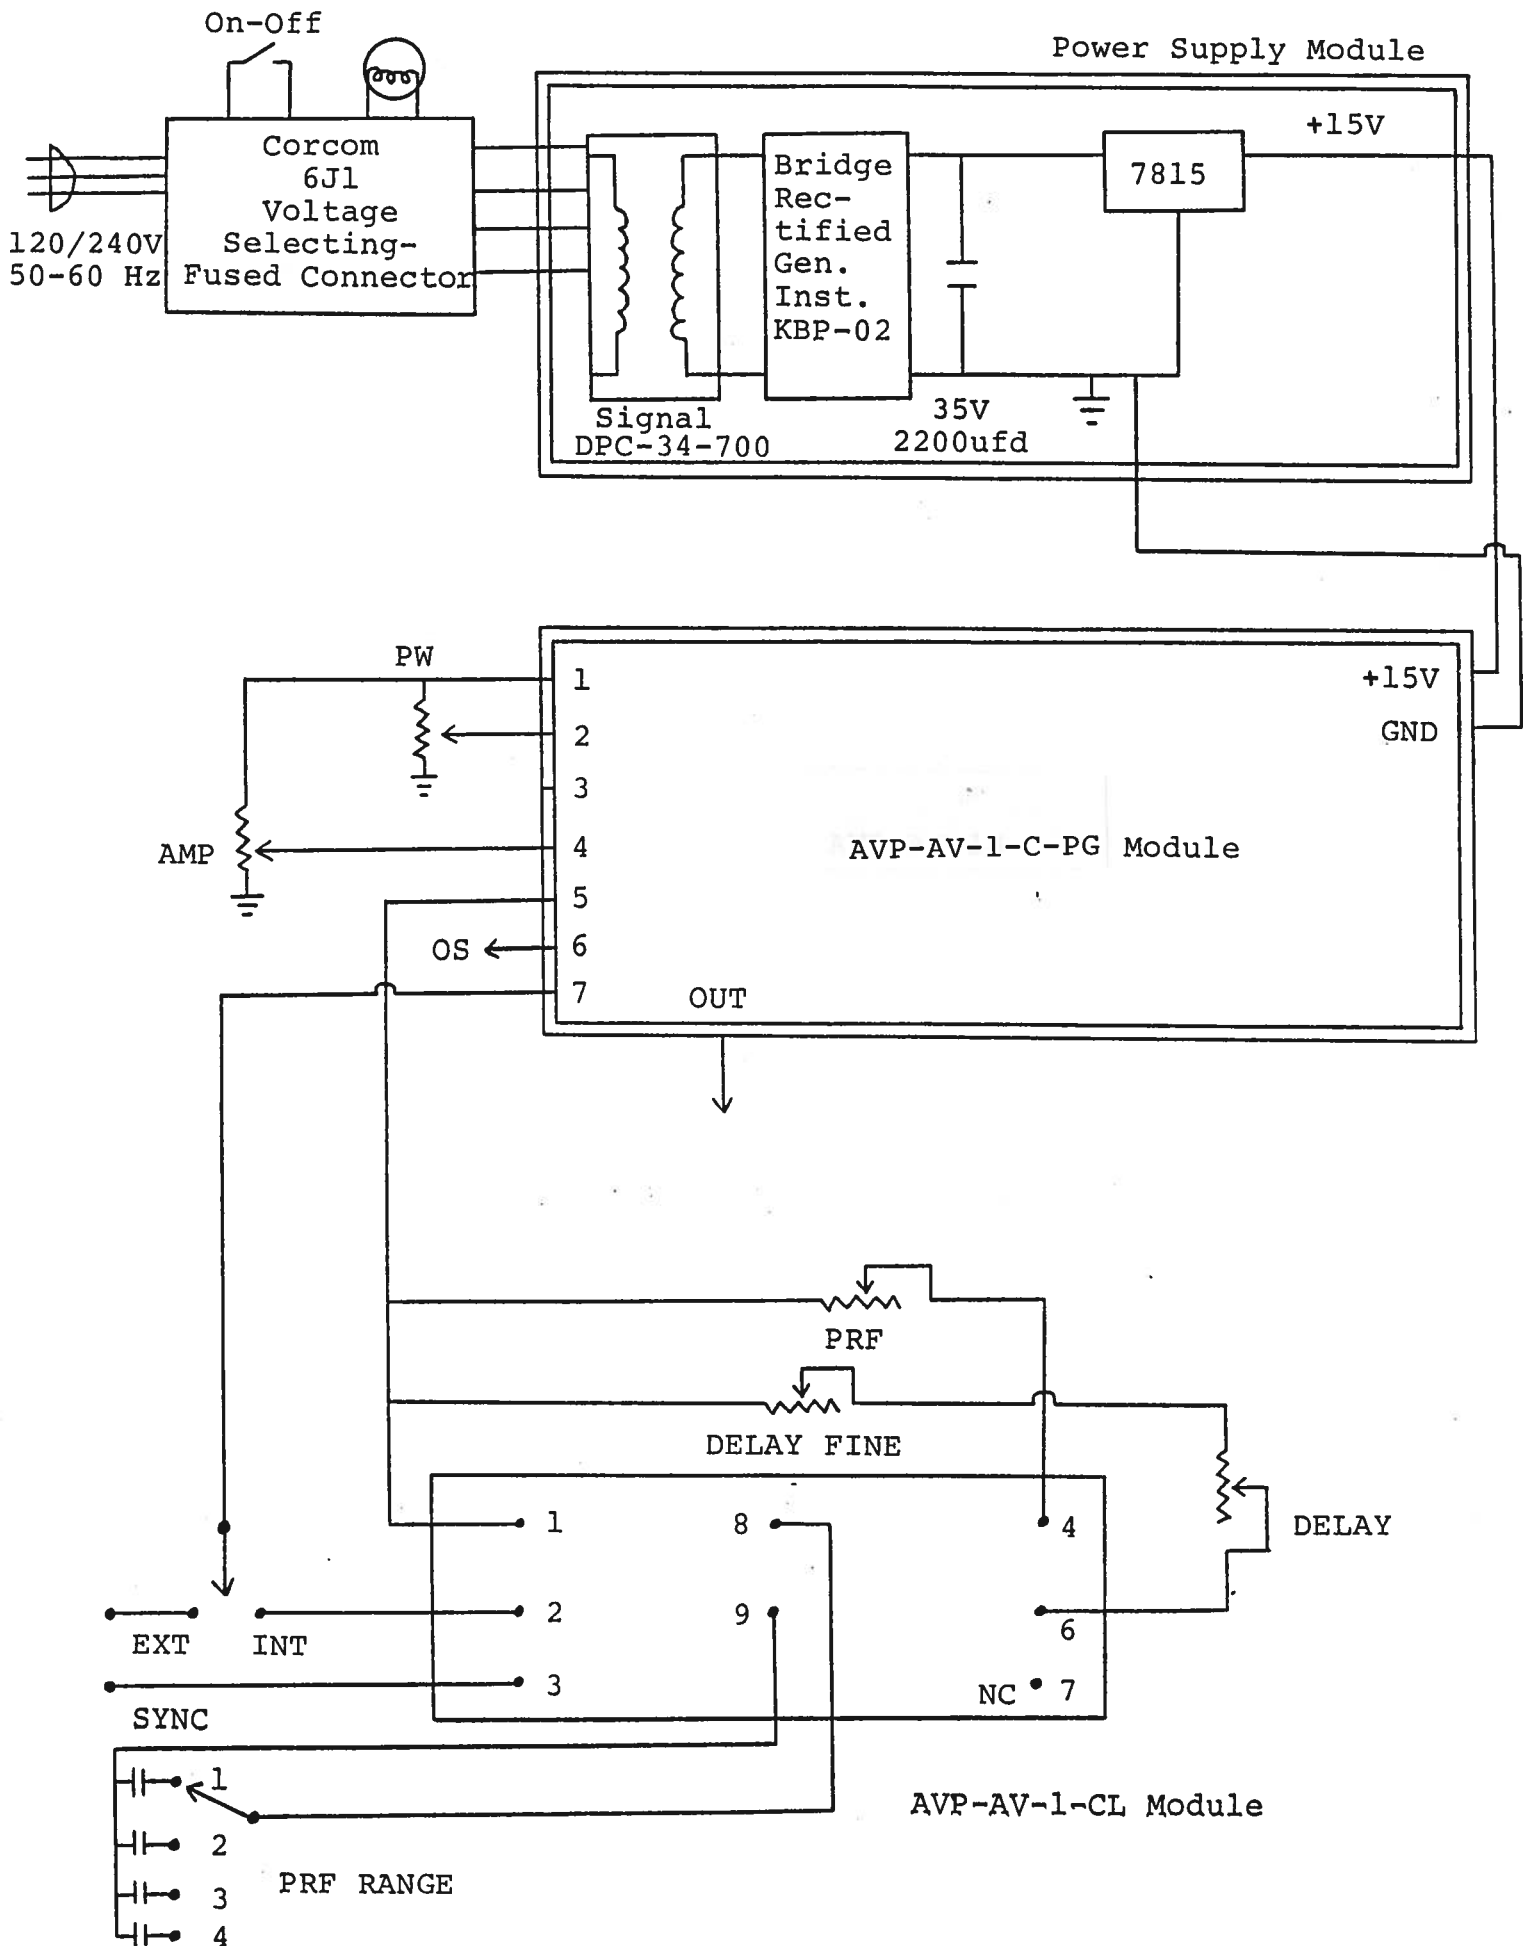 On-Off
Power Supply Module
Corcom
6J1
Voltage
Selecting-
Fused Connector
120/240V
50-60 Hz
Bridge
Rec-
tified
Gen.
Inst.
KBP-02
7815
+15V
Signal
DPC-34-700
35V
2200ufd
PW
1
2
3
4
5
6
7
AMP
OS
OUT
+15V
GND
AVP-AV-1-C-PG Module
PRF
DELAY FINE
DELAY
1
8
4
2
9
6
3
NC
7
EXT
INT
SYNC
1
2
3
4
PRF RANGE
AVP-AV-1-CL Module